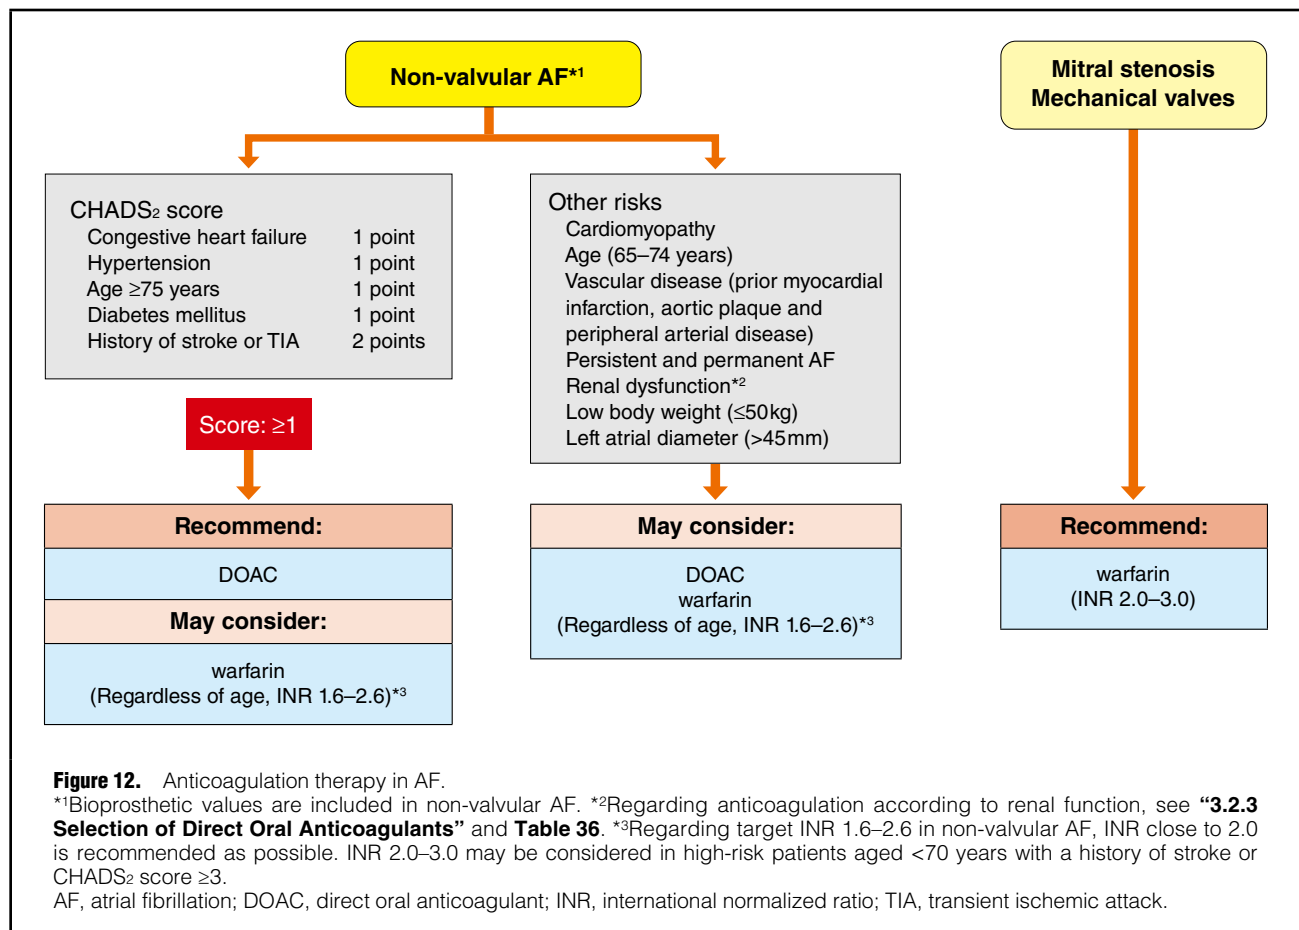 Non-valvular AF*1
Mitral stenosis
Mechanical valves
CHADS2 score
Congestive heart failure 1 point
Hypertension 1 point
Age ≥75 years 1 point
Diabetes mellitus 1 point
History of stroke or TIA 2 points
Score: ≥1
Recommend:
DOAC
May consider:
warfarin
(Regardless of age, INR 1.6–2.6)*3
Other risks
Cardiomyopathy
Age (65–74 years)
Vascular disease (prior myocardial
infarction, aortic plaque and
peripheral arterial disease)
Persistent and permanent AF
Renal dysfunction*2
Low body weight (≤50kg)
Left atrial diameter (>45mm)
May consider:
DOAC
warfarin
(Regardless of age, INR 1.6–2.6)*3
Recommend:
warfarin
(INR 2.0–3.0)
Figure 12. Anticoagulation therapy in AF.
*1Bioprosthetic values are included in non-valvular AF. *2Regarding anticoagulation according to renal function, see “3.2.3
Selection of Direct Oral Anticoagulants” and Table 36. *3Regarding target INR 1.6–2.6 in non-valvular AF, INR close to 2.0
is recommended as possible. INR 2.0–3.0 may be considered in high-risk patients aged <70 years with a history of stroke or
CHADS2 score ≥3.
AF, atrial fibrillation; DOAC, direct oral anticoagulant; INR, international normalized ratio; TIA, transient ischemic attack.